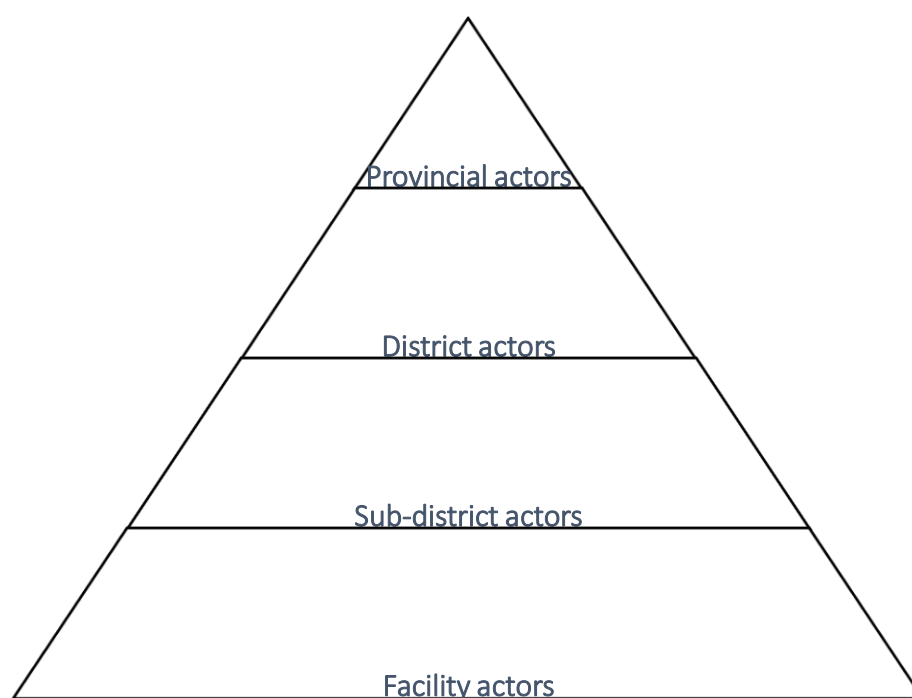 Provincial actors
District actors
Sub-district actors
Facility actors